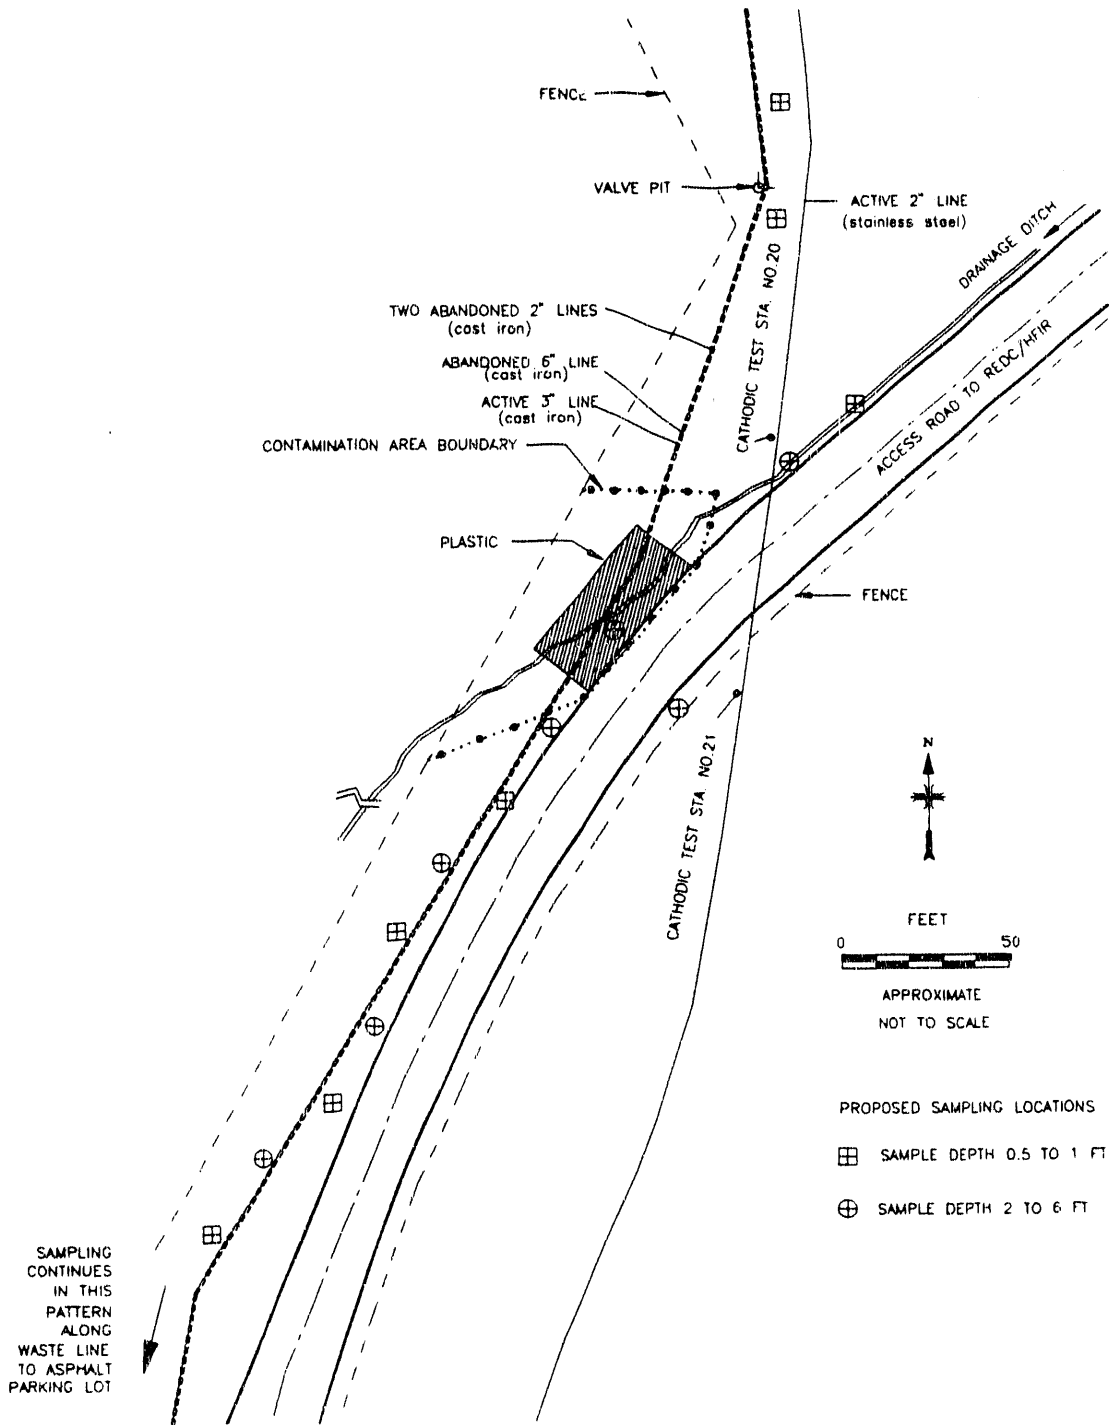 FENCE
VALVE PIT
ACTIVE 2" LINE
(stainless steel)
DRAINAGE DITCH
CATHODIC TEST STA. NO.20
TWO ABANDONED 2" LINES
(cast iron)
ABANDONED 6" LINE
(cast iron)
ACTIVE 3" LINE
(cast iron)
ACCESS ROAD TO REDC/HFIR
CONTAMINATION AREA BOUNDARY
PLASTIC
FENCE
CATHODIC TEST STA. NO.21
N
FEET
0 50
APPROXIMATE
NOT TO SCALE
PROPOSED SAMPLING LOCATIONS
SAMPLE DEPTH 0.5 TO 1 FT
SAMPLE DEPTH 2 TO 6 FT
SAMPLING
CONTINUES
IN THIS
PATTERN
ALONG
WASTE LINE
TO ASPHALT
PARKING LOT